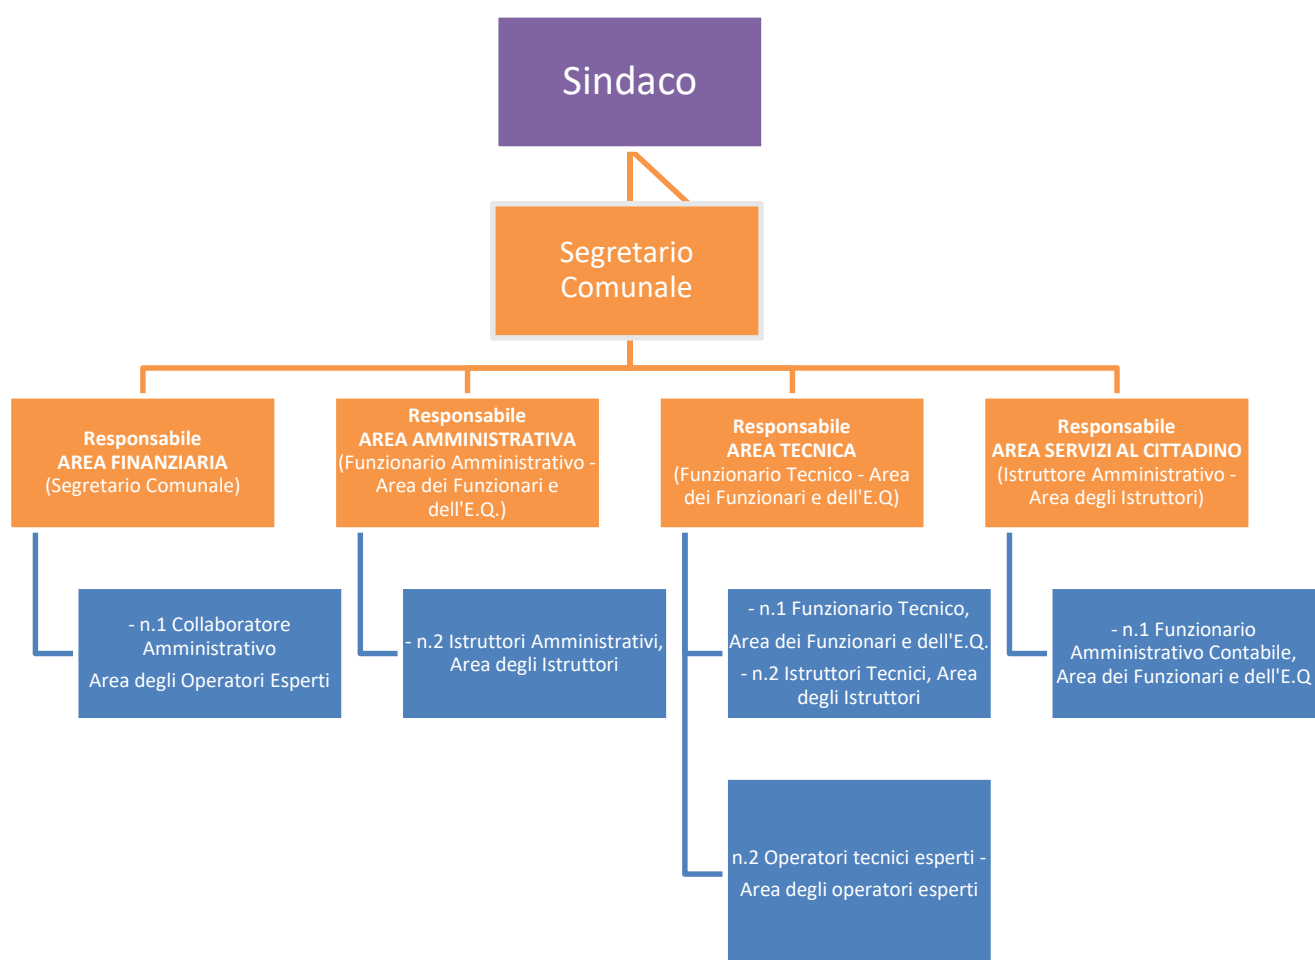 Sindaco
Segretario
Comunale
Responsabile
AREA FINANZIARIA
(Segretario Comunale)
Responsabile
AREA AMMINISTRATIVA
(Funzionario Amministrativo -
Area dei Funzionari e
dell'E.Q.)
Responsabile
AREA TECNICA
(Funzionario Tecnico - Area
dei Funzionari e dell'E.Q)
Responsabile
AREA SERVIZI AL CITTADINO
(Istruttore Amministrativo -
Area degli Istruttori)
- n.1 Collaboratore
Amministrativo
Area degli Operatori Esperti
- n.2 Istruttori Amministrativi,
Area degli Istruttori
- n.1 Funzionario Tecnico,
Area dei Funzionari e dell'E.Q.
- n.2 Istruttori Tecnici, Area
degli Istruttori
- n.1 Funzionario
Amministrativo Contabile,
Area dei Funzionari e dell'E.Q
n.2 Operatori tecnici esperti -
Area degli operatori esperti